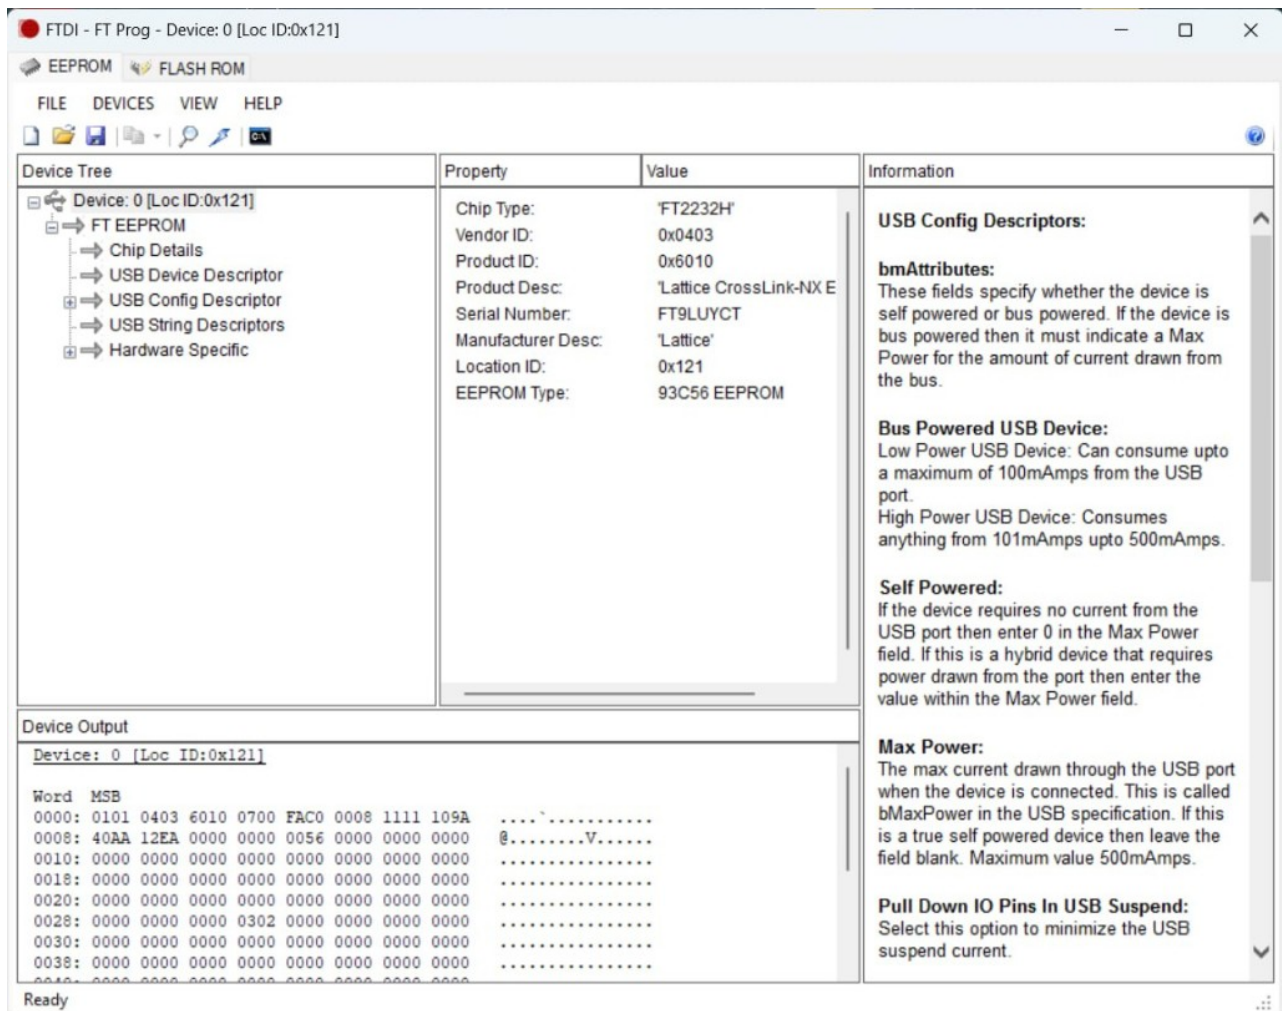 FTDI - FT Prog - Device: 0 [Loc ID:0x121]
EEPROM FLASH ROM
FILE DEVICES VIEW HELP
C:\
Device Tree
Device: 0 [Loc ID:0x121]
FT EEPROM
Chip Details
USB Device Descriptor
USB Config Descriptor
USB String Descriptors
Hardware Specific
Property Value
Chip Type: 'FT2232H'
Vendor ID: 0x0403
Product ID: 0x6010
Product Desc: 'Lattice CrossLink-NX E
Serial Number: FT9LUYCT
Manufacturer Desc: 'Lattice'
Location ID: 0x121
EEPROM Type: 93C56 EEPROM
Information
USB Config Descriptors:
bmAttributes:
These fields specify whether the device is
self powered or bus powered. If the device is
bus powered then it must indicate a Max
Power for the amount of current drawn from
the bus.
Bus Powered USB Device:
Low Power USB Device: Can consume upto
a maximum of 100mAmps from the USB
port.
High Power USB Device: Consumes
anything from 101mAmps upto 500mAmps.
Self Powered:
If the device requires no current from the
USB port then enter 0 in the Max Power
field. If this is a hybrid device that requires
power drawn from the port then enter the
value within the Max Power field.
Max Power:
The max current drawn through the USB port
when the device is connected. This is called
bMaxPower in the USB specification. If this
is a true self powered device then leave the
field blank. Maximum value 500mAmps.
Pull Down IO Pins In USB Suspend:
Select this option to minimize the USB
suspend current.
Device Output
Device: 0 [Loc ID:0x121]
Word MSB
0000: 0101 0403 6010 0700 FAC0 0008 1111 109A ....`...........
0008: 40AA 12EA 0000 0000 0056 0000 0000 0000 @........V......
0010: 0000 0000 0000 0000 0000 0000 0000 0000 ................
0018: 0000 0000 0000 0000 0000 0000 0000 0000 ................
0020: 0000 0000 0000 0000 0000 0000 0000 0000 ................
0028: 0000 0000 0000 0302 0000 0000 0000 0000 ................
0030: 0000 0000 0000 0000 0000 0000 0000 0000 ................
0038: 0000 0000 0000 0000 0000 0000 0000 0000 ................
Ready